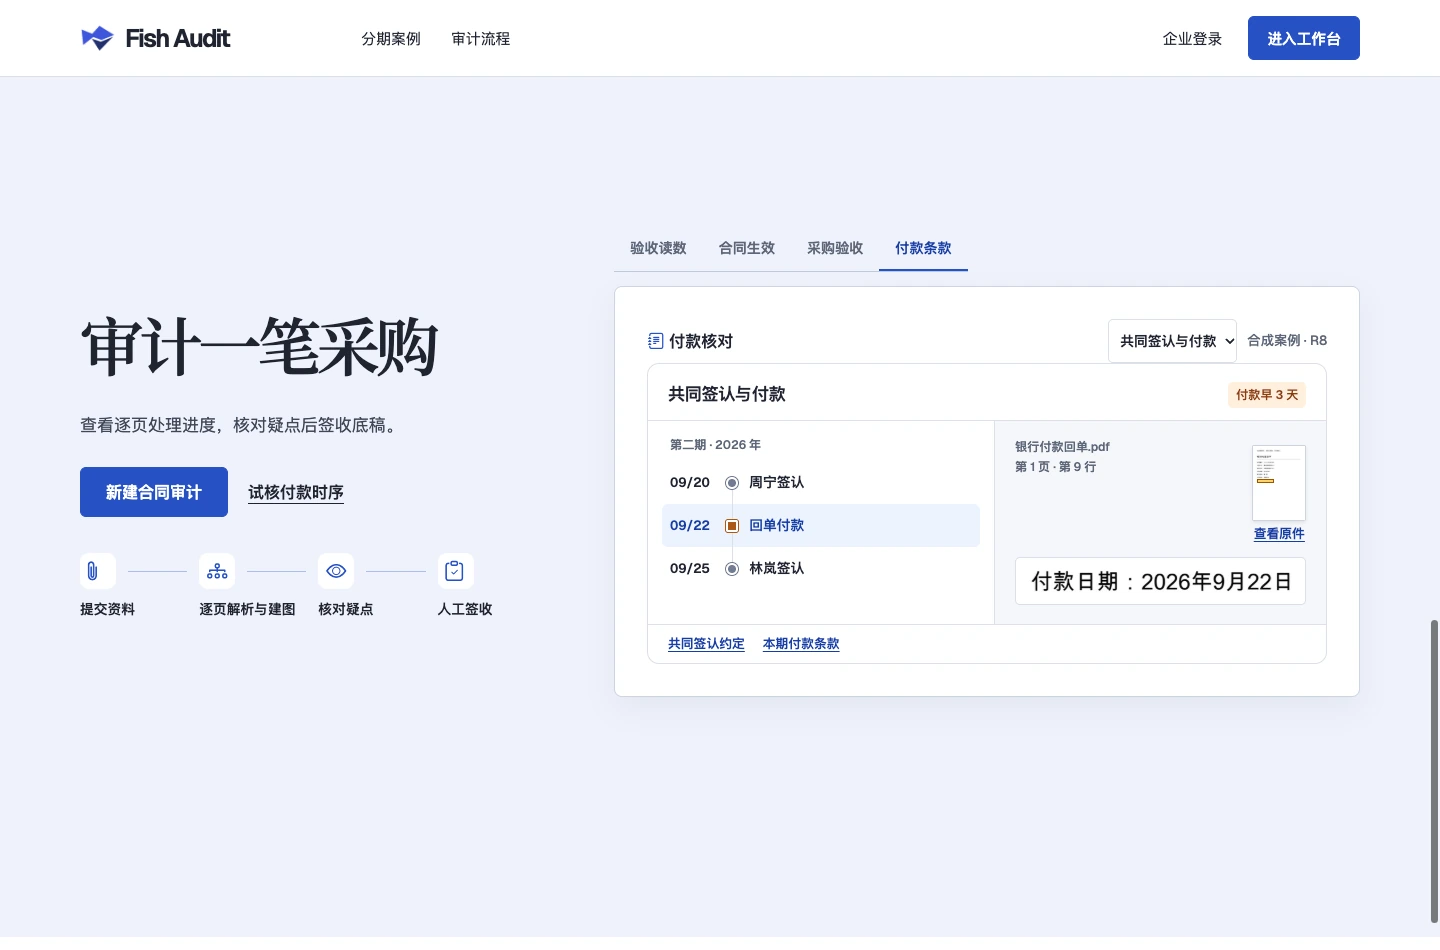 Fish Audit
分期案例
审计流程
企业登录
进入工作台
审计一笔采购
查看逐页处理进度，核对疑点后签收底稿。
新建合同审计
试核付款时序
提交资料
逐页解析与建图
核对疑点
人工签收
验收读数
合同生效
采购验收
付款条款
付款核对
共同签认与付款
合成案例 · R8
共同签认与付款
付款早 3 天
第二期 · 2026 年
09/20 周宁签认
09/22 回单付款
09/25 林岚签认
银行付款回单.pdf
第 1 页 · 第 9 行
查看原件
付款日期：2026年9月22日
共同签认约定
本期付款条款